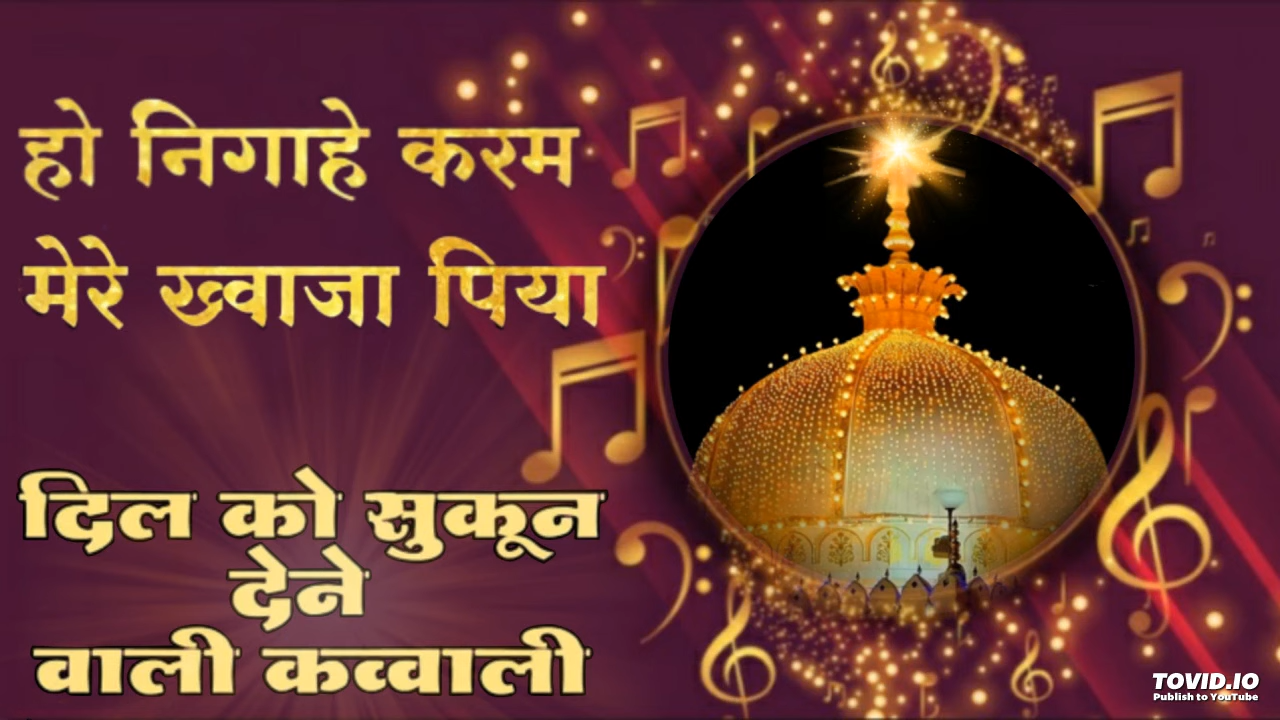 हो निगाहे करम
मेरे ख्वाजा पिया
दिल को सुकून
देने
वाली कव्वाली
TOVID.IO
Publish to YouTube